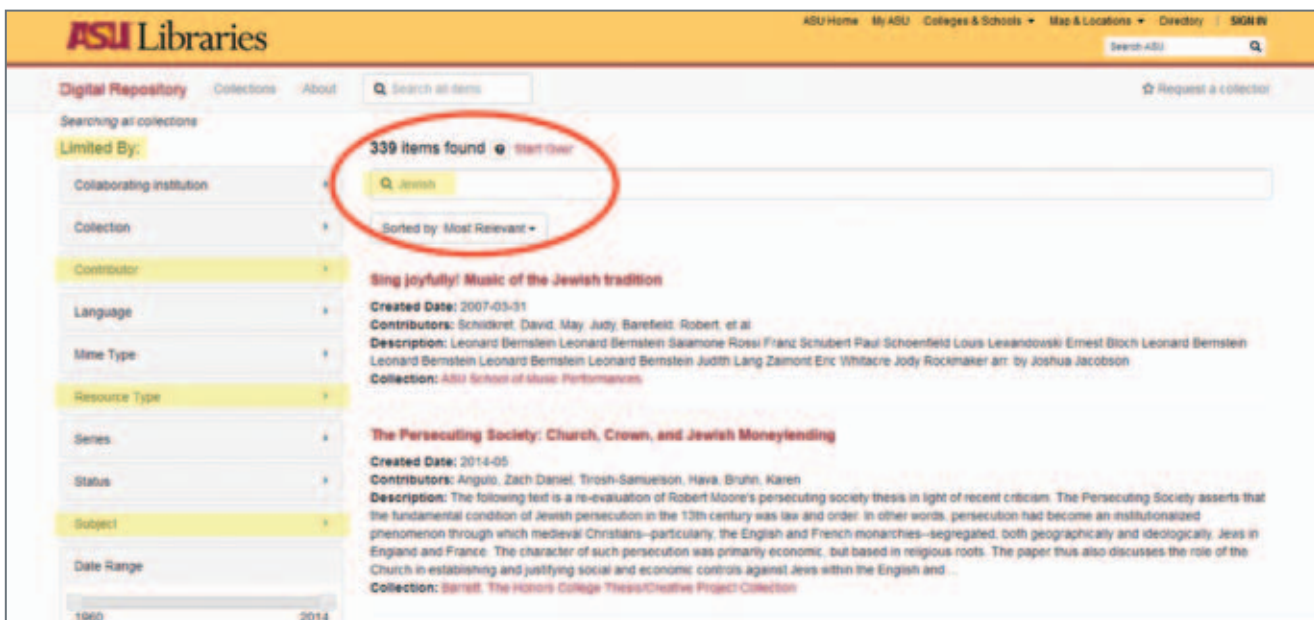 ASU Libraries
ASU Home My ASU Colleges & Schools Map & Locations Directory | SIGN IN
Search ASU
Digital Repository Collections About Search all items Request a collection
Searching all collections
Limited By:
Collaborating institution
Collection
Contributor
Language
Mime Type
Resource Type
Series
Status
Subject
Date Range
1960 2014
339 items found Start Over
Jewish
Sorted by Most Relevant
Sing joyfully! Music of the Jewish tradition
Created Date: 2007-03-31
Contributors: Schildkret, David, May, Judy, Barefield, Robert, et al
Description: Leonard Bernstein Leonard Bernstein Salamone Rossi Franz Schubert Paul Schoenfield Louis Lewandowski Ernest Bloch Leonard Bernstein
Leonard Bernstein Leonard Bernstein Leonard Bernstein Judith Lang Zaimont Eric Whitacre Jody Rockmaker arr. by Joshua Jacobson
Collection: ASU School of Music Performances
The Persecuting Society: Church, Crown, and Jewish Moneylending
Created Date: 2014-05
Contributors: Angulo, Zach Daniel, Tirosh-Samuelson, Hava, Bruhn, Karen
Description: The following text is a re-evaluation of Robert Moore's persecuting society thesis in light of recent criticism. The Persecuting Society asserts that
the fundamental condition of Jewish persecution in the 13th century was law and order. In other words, persecution had become an institutionalized
phenomenon through which medieval Christians--particularly, the English and French monarchies--segregated, both geographically and ideologically, Jews in
England and France. The character of such persecution was primarily economic, but based in religious roots. The paper thus also discusses the role of the
Church in establishing and justifying social and economic controls against Jews within the English and ...
Collection: Barrett, The Honors College Thesis/Creative Project Collection